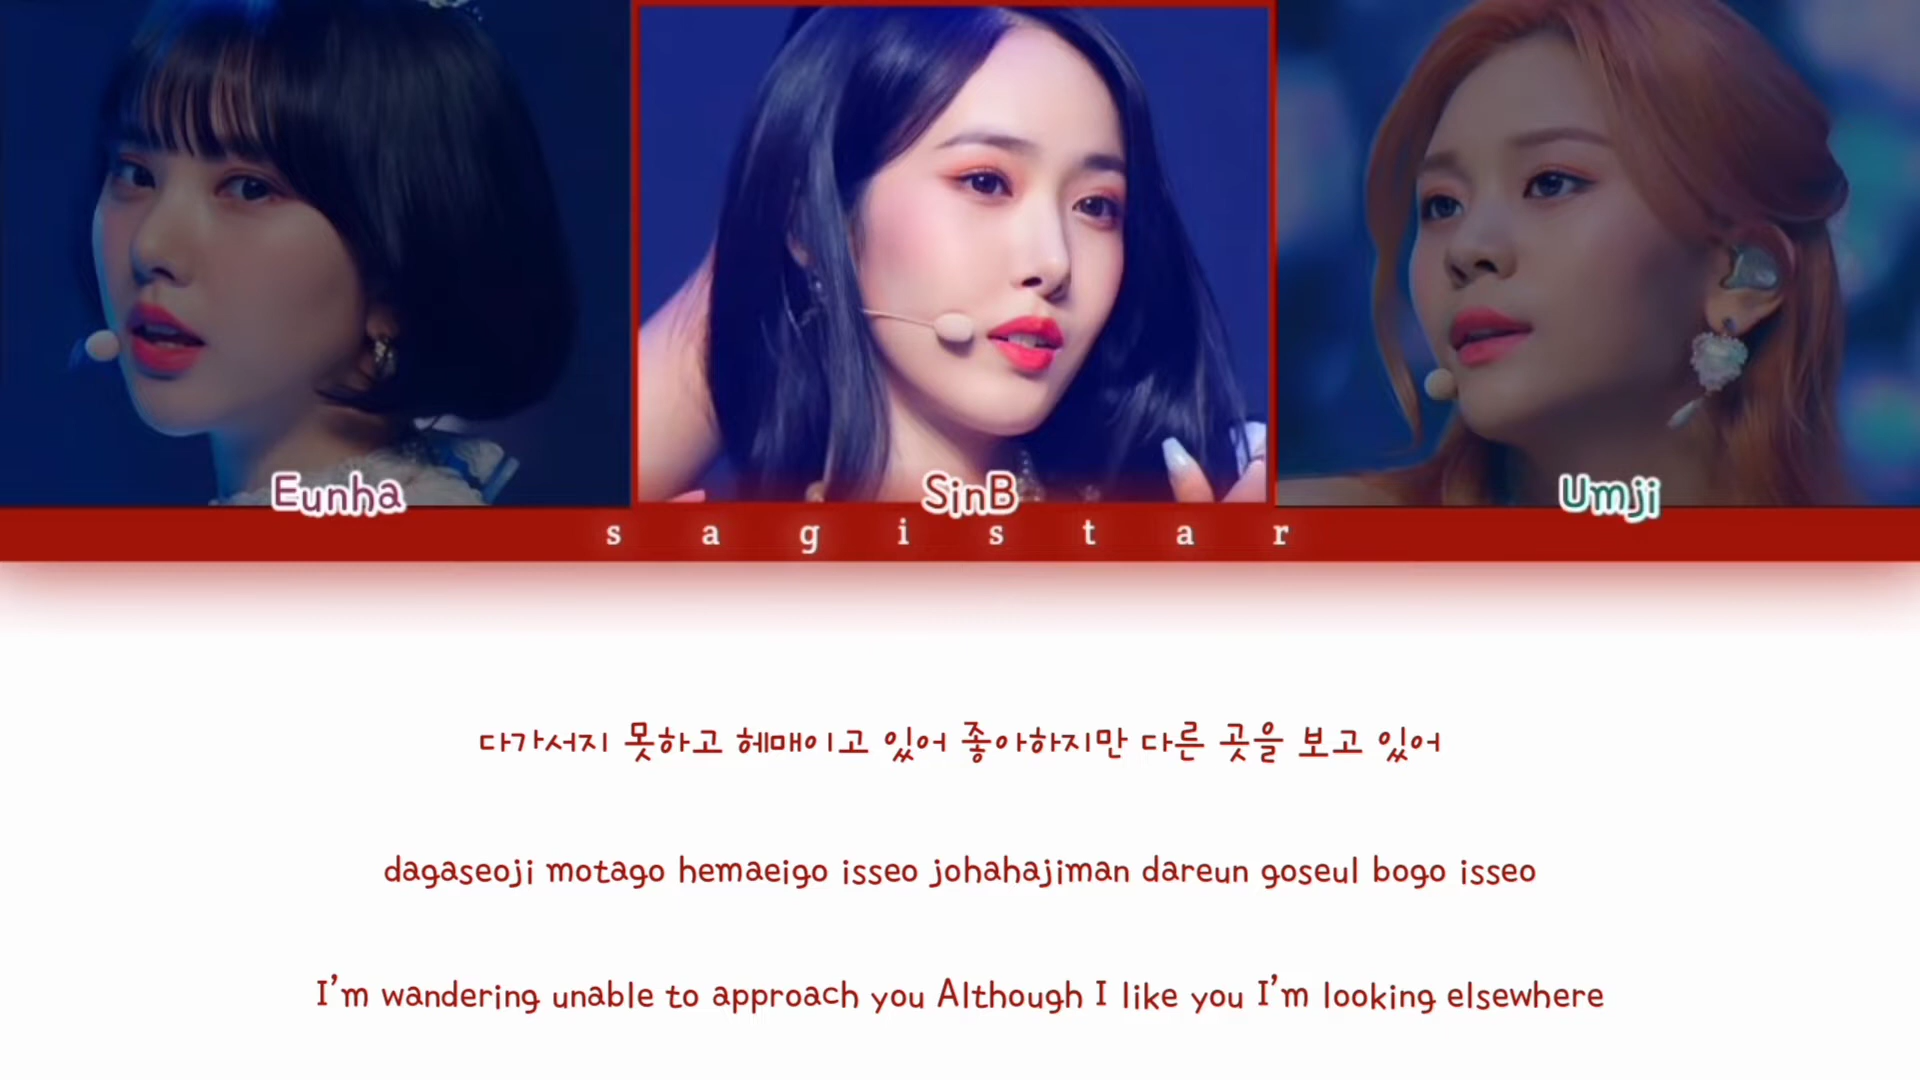 Eunha SinB Umji
s a g i s t a r
다가서지 못하고 헤매이고 있어 좋아하지만 다른 곳을 보고 있어
dagaseoji motago hemaeigo isseo johahajiman dareun goseul bogo isseo
I'm wandering unable to approach you Although I like you I'm looking elsewhere